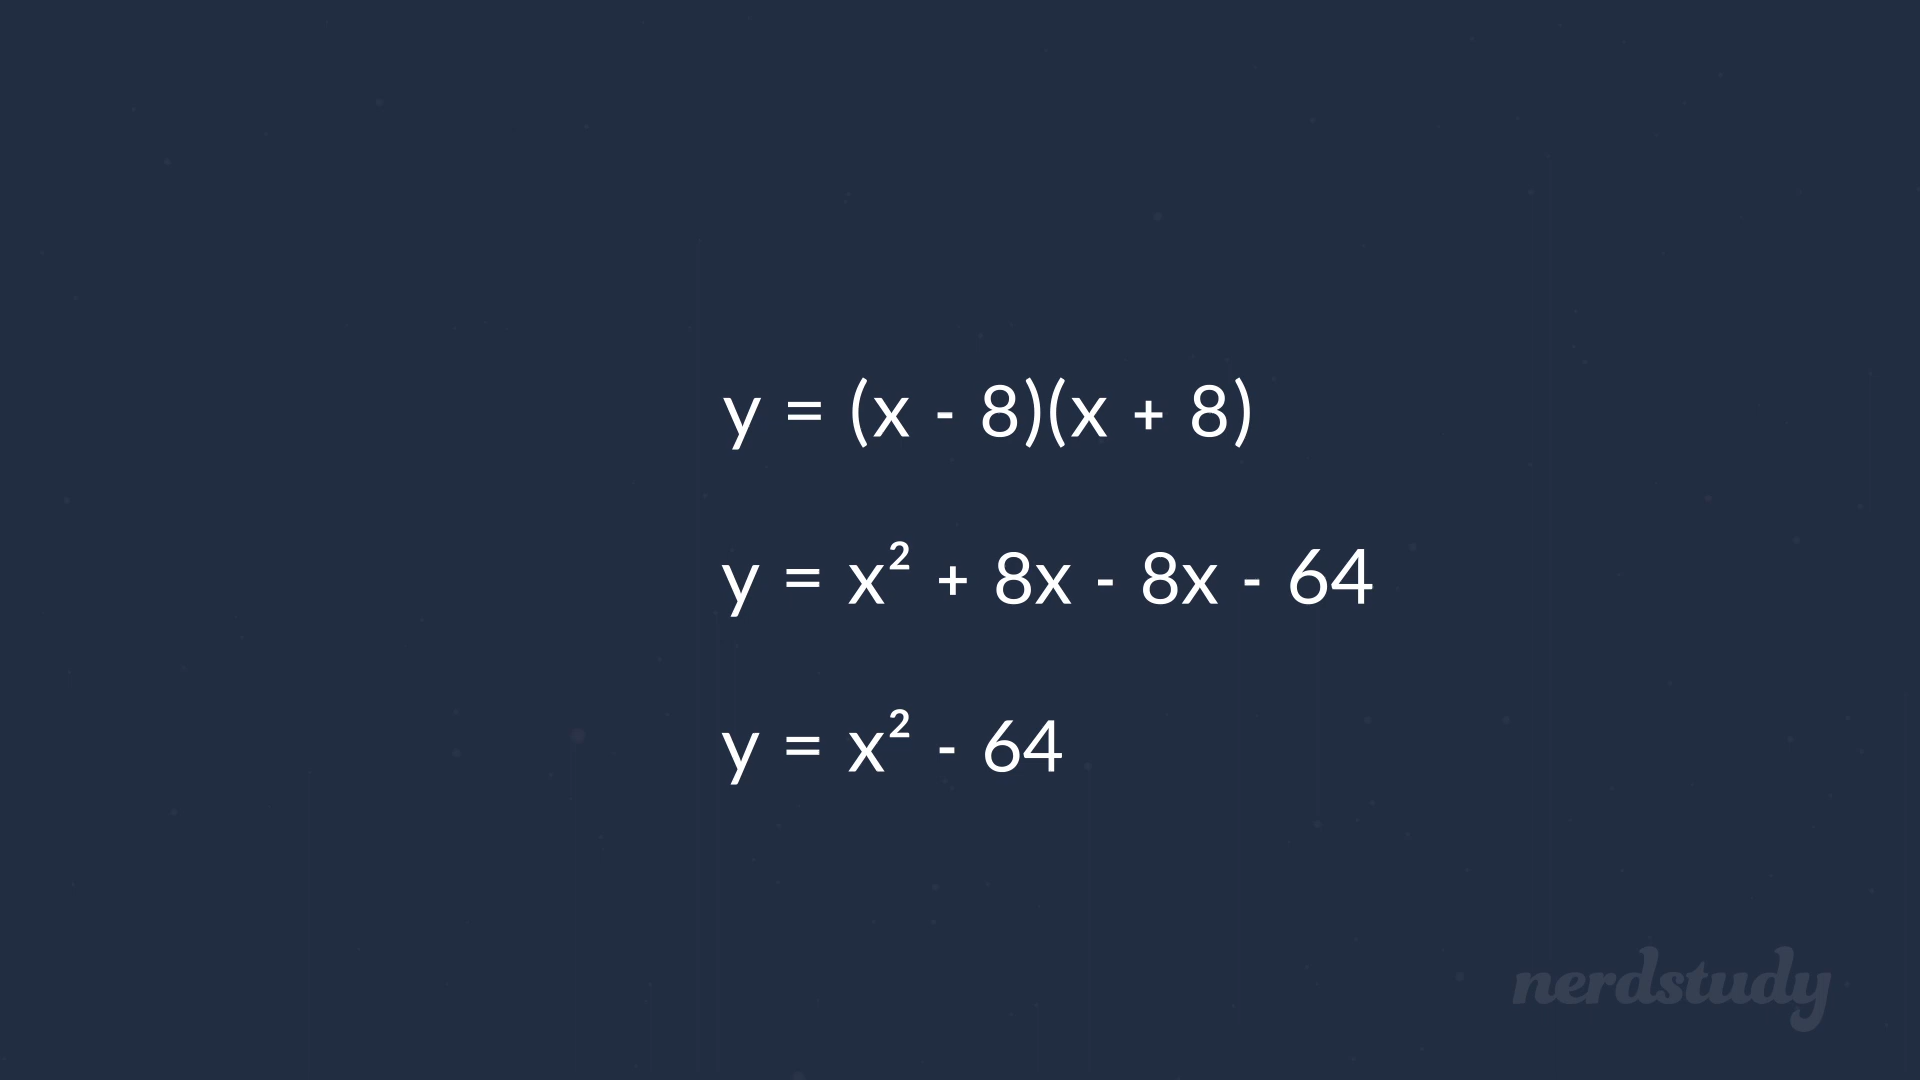 y = (x - 8)(x + 8)
y = x² + 8x - 8x - 64
y = x² - 64
nerdstudy